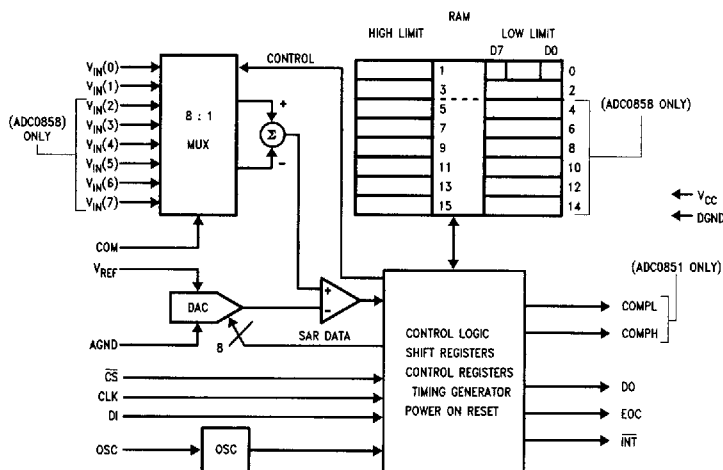 RAM
HIGH LIMIT
LOW LIMIT
D7
D0
1
0
3
2
5
4
7
6
9
8
11
10
13
12
15
14
(ADC0858 ONLY)
V_CC
DGND
CONTROL
V_IN(0)
V_IN(1)
V_IN(2)
V_IN(3)
V_IN(4)
V_IN(5)
V_IN(6)
V_IN(7)
(ADC0858)
ONLY
8 : 1
MUX
+
Σ
−
COM
V_REF
DAC
AGND
8
SAR DATA
+
−
CS
CLK
DI
OSC
OSC
CONTROL LOGIC
SHIFT REGISTERS
CONTROL REGISTERS
TIMING GENERATOR
POWER ON RESET
(ADC0851 ONLY)
COMPL
COMPH
DO
EOC
INT